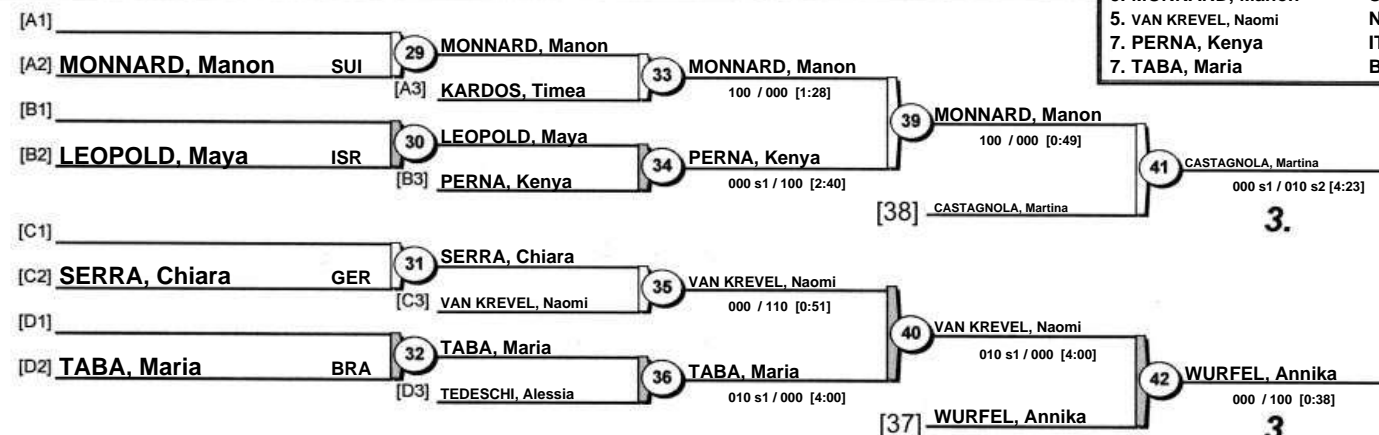 5. VAN KREVEL, Naomi N
7. PERNA, Kenya IT
7. TABA, Maria B
[A1]
[A2] MONNARD, Manon SUI
29
MONNARD, Manon
[A3] KARDOS, Timea
33
MONNARD, Manon
100 / 000 [1:28]
[B1]
[B2] LEOPOLD, Maya ISR
30
LEOPOLD, Maya
[B3] PERNA, Kenya
34
PERNA, Kenya
000 s1 / 100 [2:40]
39
MONNARD, Manon
100 / 000 [0:49]
[38] CASTAGNOLA, Martina
41
CASTAGNOLA, Martina
000 s1 / 010 s2 [4:23]
3.
[C1]
[C2] SERRA, Chiara GER
31
SERRA, Chiara
[C3] VAN KREVEL, Naomi
35
VAN KREVEL, Naomi
000 / 110 [0:51]
[D1]
[D2] TABA, Maria BRA
32
TABA, Maria
[D3] TEDESCHI, Alessia
36
TABA, Maria
010 s1 / 000 [4:00]
40
VAN KREVEL, Naomi
010 s1 / 000 [4:00]
[37] WURFEL, Annika
42
WURFEL, Annika
000 / 100 [0:38]
3